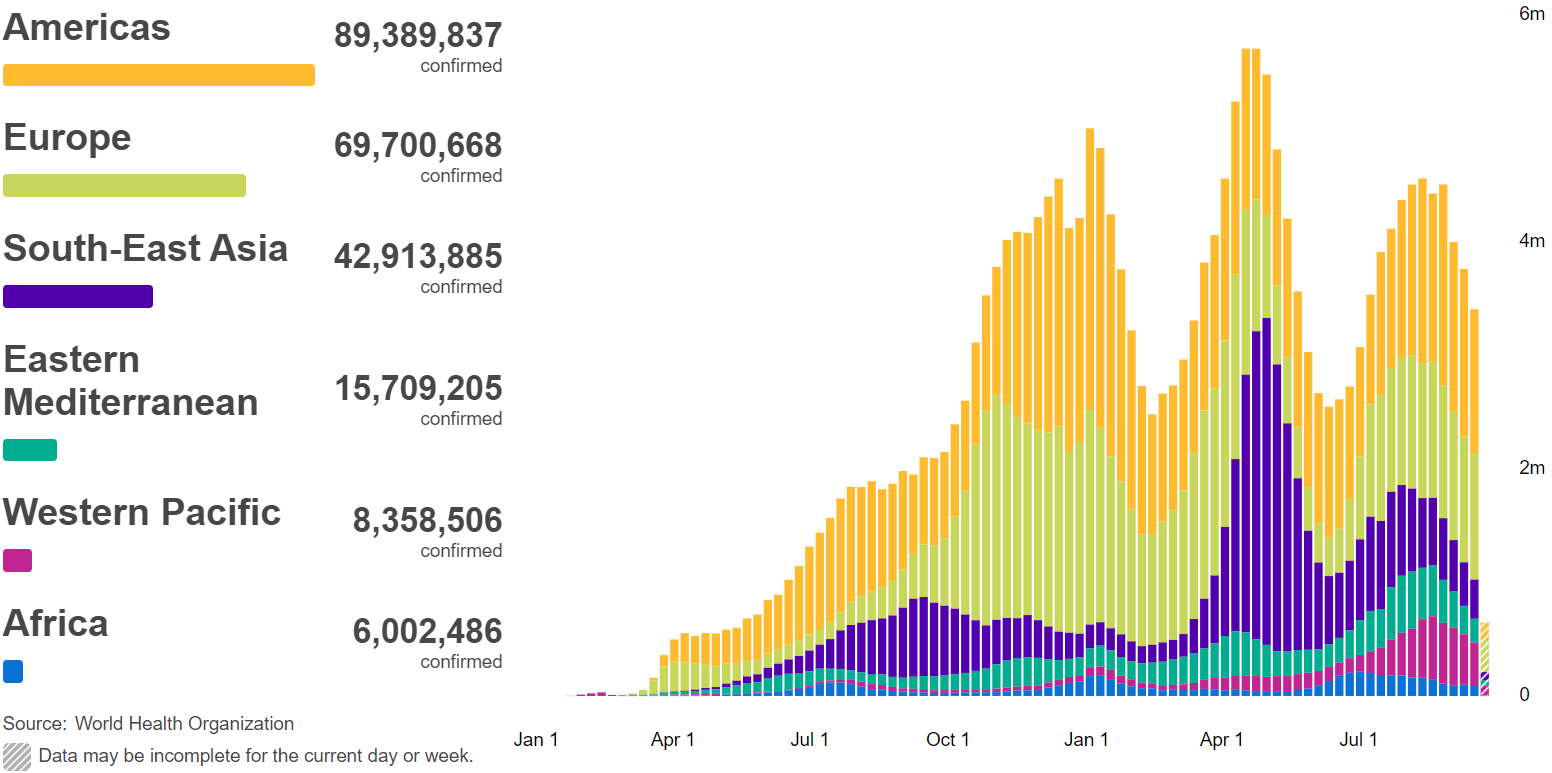 Americas
89,389,837
confirmed
Europe
69,700,668
confirmed
South-East Asia
42,913,885
confirmed
Eastern
Mediterranean
15,709,205
confirmed
Western Pacific
8,358,506
confirmed
Africa
6,002,486
confirmed
Source: World Health Organization
Data may be incomplete for the current day or week.
6m
4m
2m
0
Jan 1 Apr 1 Jul 1 Oct 1 Jan 1 Apr 1 Jul 1